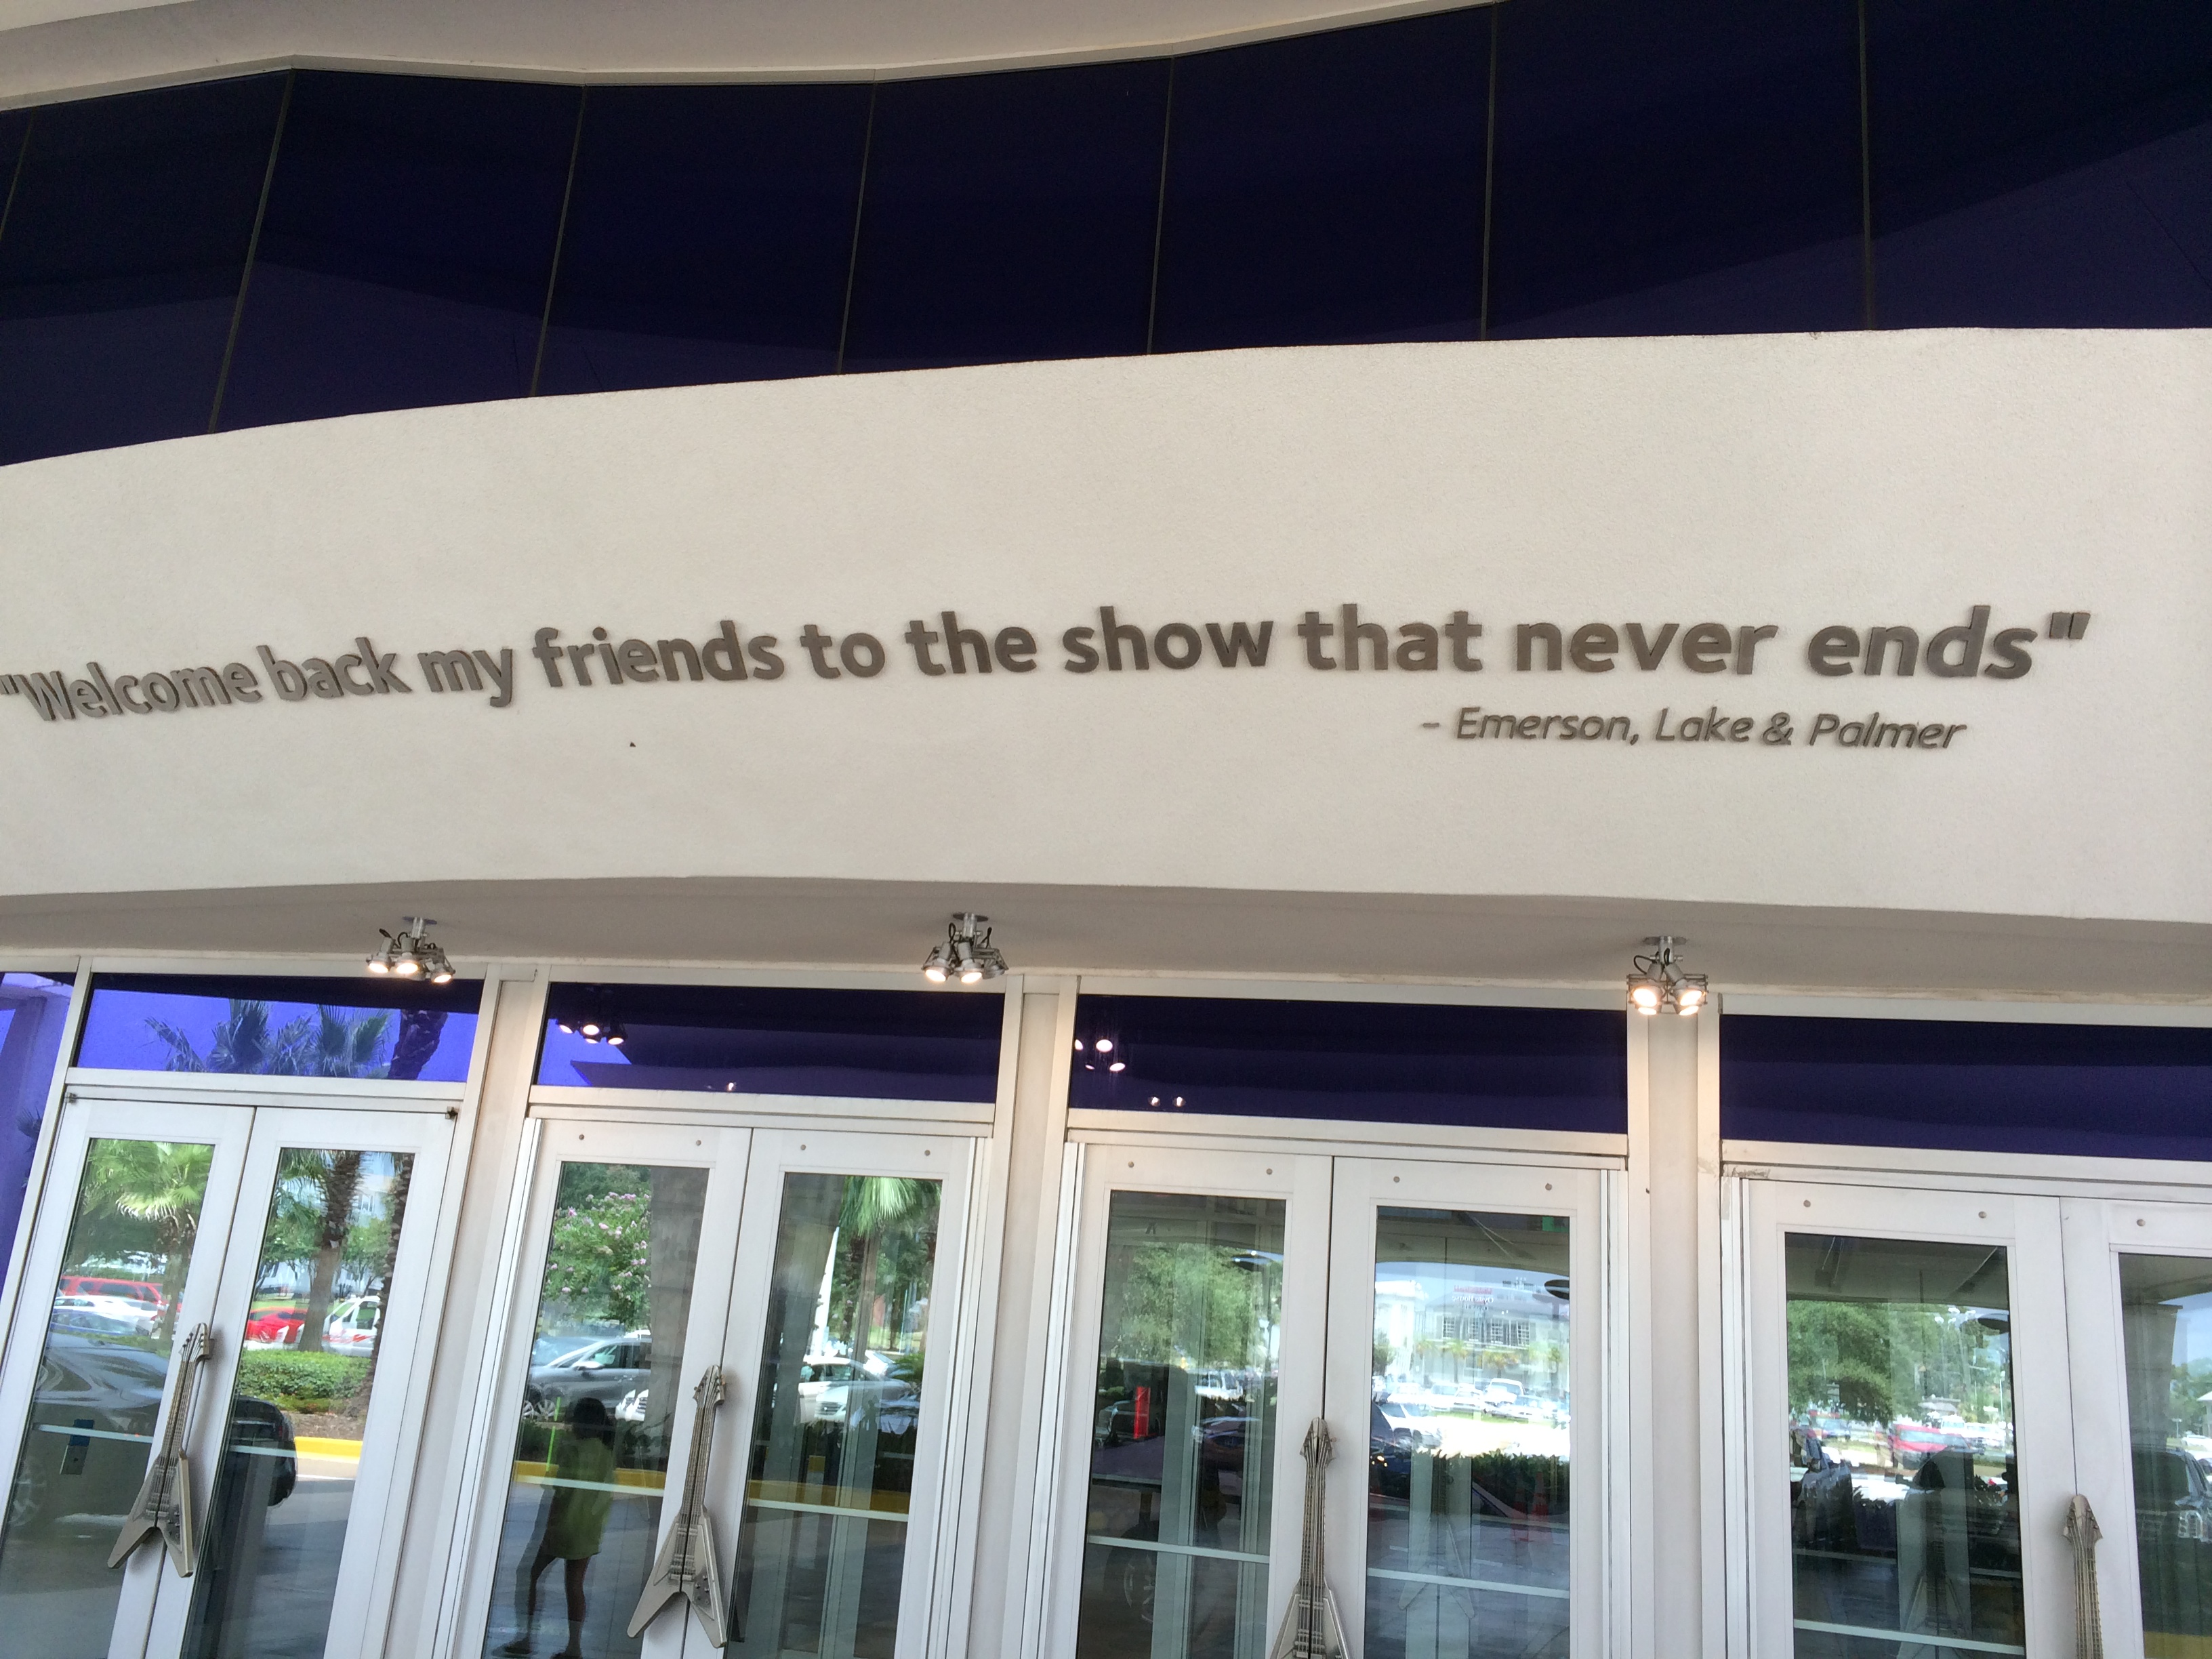 "Welcome back my friends to the show that never ends"
- Emerson, Lake & Palmer